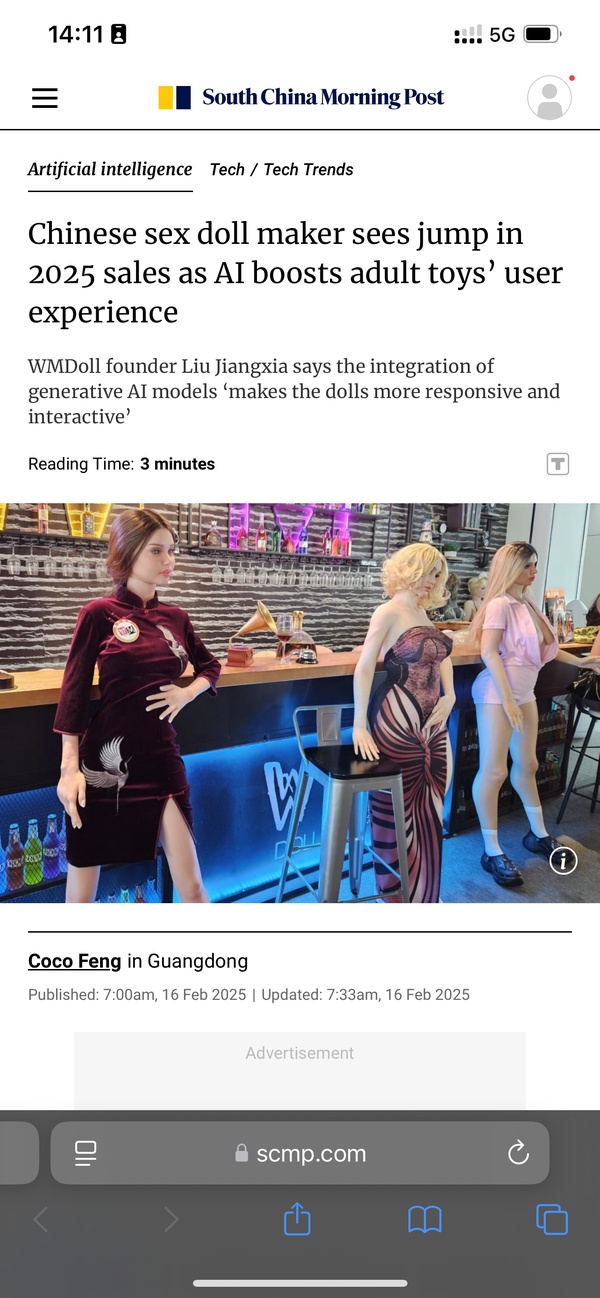 14:11
5G
South China Morning Post
Artificial intelligence Tech / Tech Trends
Chinese sex doll maker sees jump in
2025 sales as AI boosts adult toys’ user
experience
WMDoll founder Liu Jiangxia says the integration of
generative AI models ‘makes the dolls more responsive and
interactive’
Reading Time: 3 minutes
T
i
Coco Feng in Guangdong
Published: 7:00am, 16 Feb 2025 | Updated: 7:33am, 16 Feb 2025
Advertisement
scmp.com